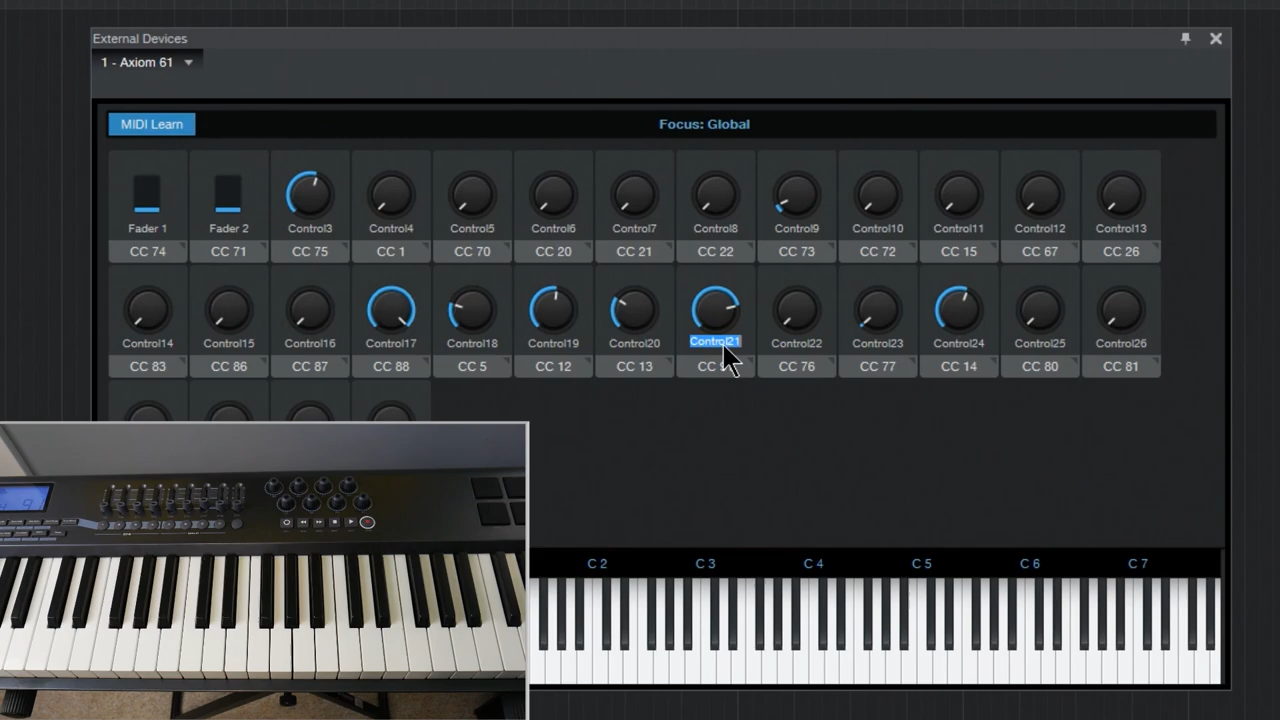 External Devices
1 - Axiom 61
MIDI Learn
Focus: Global
Fader 1 Fader 2 Control3 Control4 Control5 Control6 Control7 Control8 Control9 Control10 Control11 Control12 Control13
CC 74 CC 71 CC 75 CC 1 CC 70 CC 20 CC 21 CC 22 CC 73 CC 72 CC 15 CC 67 CC 26
Control14 Control15 Control16 Control17 Control18 Control19 Control20 Control21 Control22 Control23 Control24 Control25 Control26
CC 83 CC 86 CC 87 CC 88 CC 5 CC 12 CC 13 CC CC 76 CC 77 CC 14 CC 80 CC 81
C 2 C 3 C 4 C 5 C 6 C 7